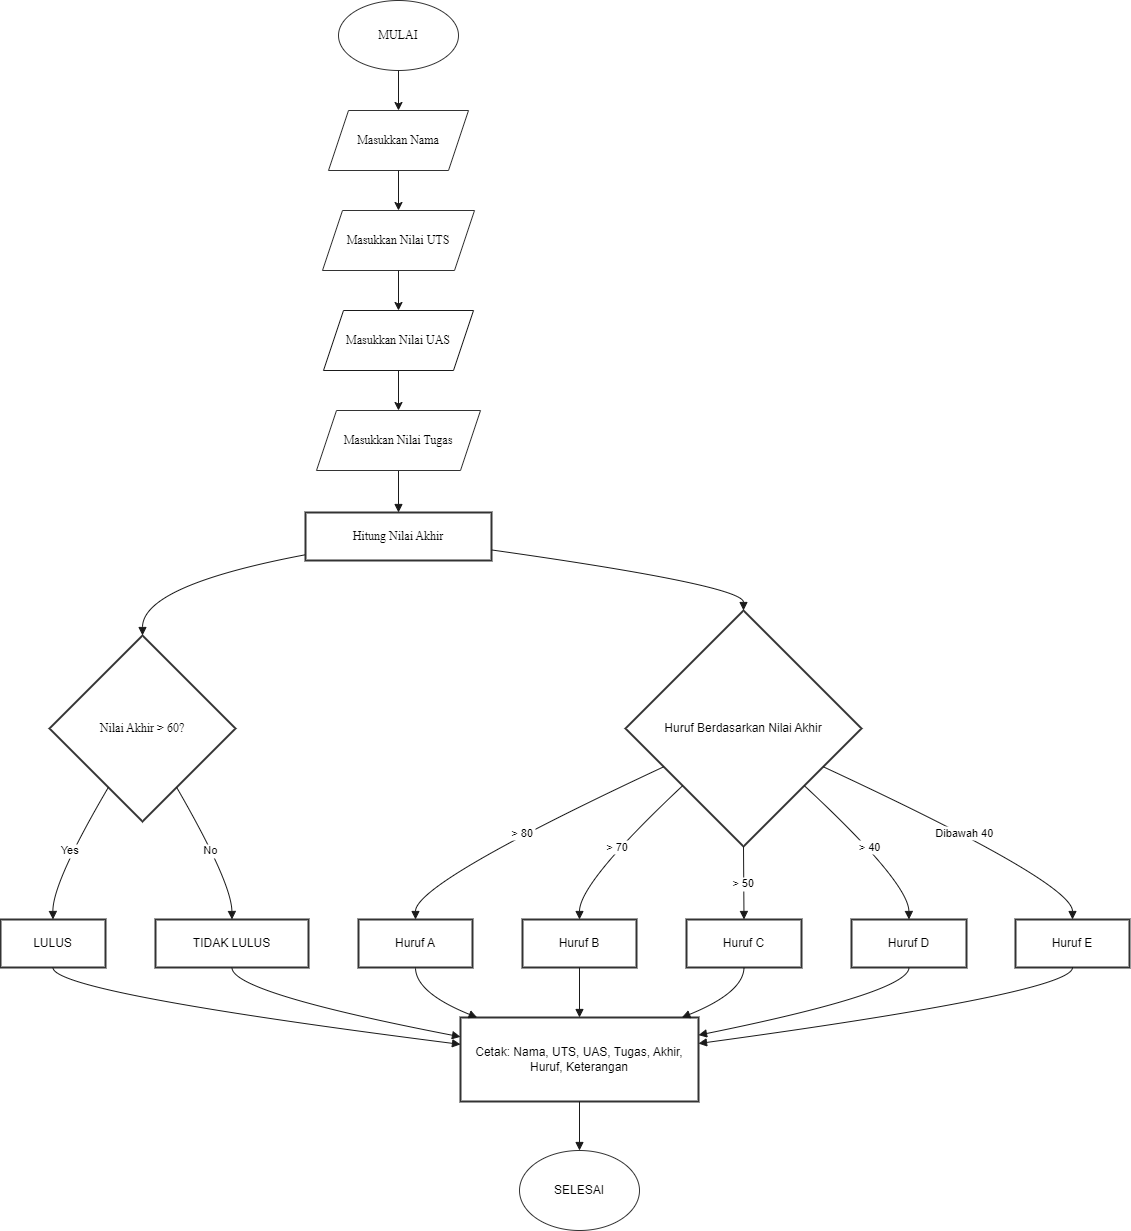 MULAI
Masukkan Nama
Masukkan Nilai UTS
Masukkan Nilai UAS
Masukkan Nilai Tugas
Hitung Nilai Akhir
Nilai Akhir > 60?
Huruf Berdasarkan Nilai Akhir
Yes
No
> 80
> 70
> 50
> 40
Dibawah 40
LULUS
TIDAK LULUS
Huruf A
Huruf B
Huruf C
Huruf D
Huruf E
Cetak: Nama, UTS, UAS, Tugas, Akhir,
Huruf, Keterangan
SELESAI